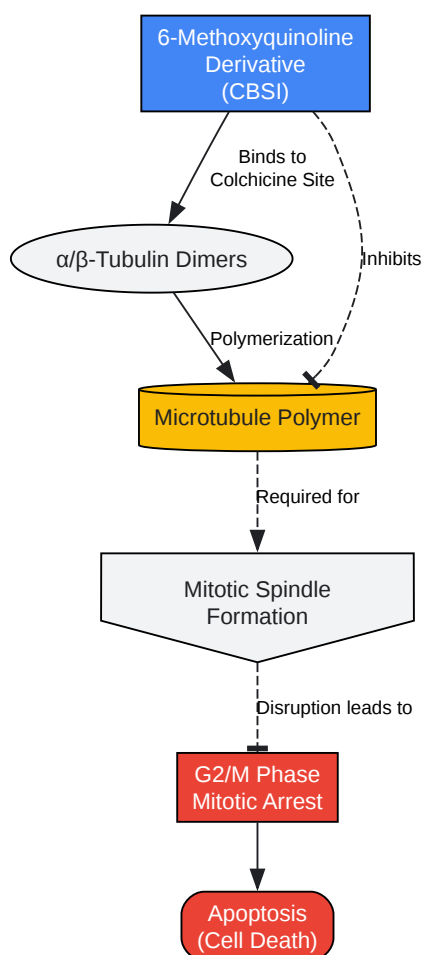 6-Methoxyquinoline
Derivative
(CBSI)
Binds to
Colchicine Site
Inhibits
α/β-Tubulin Dimers
Polymerization
Microtubule Polymer
Required for
Mitotic Spindle
Formation
Disruption leads to
G2/M Phase
Mitotic Arrest
Apoptosis
(Cell Death)